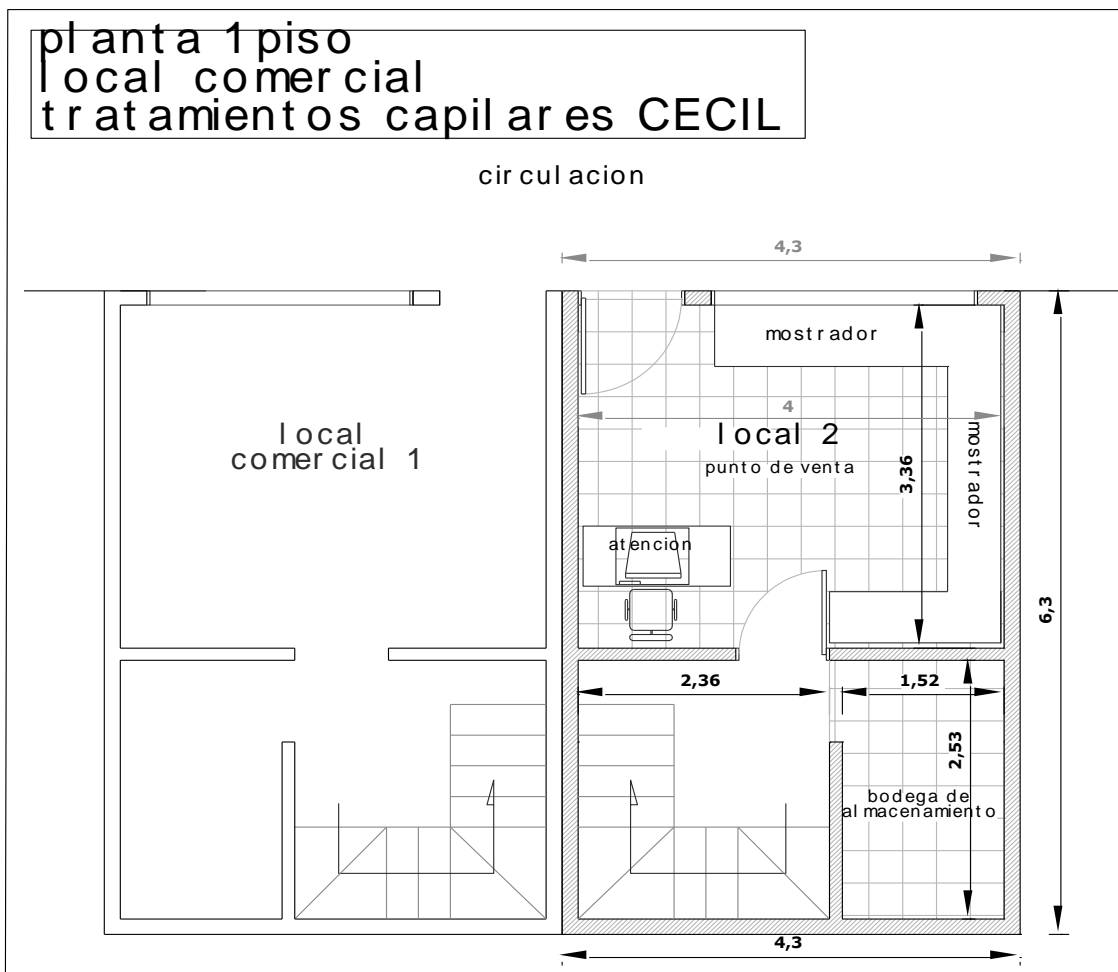 planta 1piso
local comercial
tratamientos capilares CECIL
circulacion
4,3
mostrador
4
local
comercial 1
local 2
punto de venta
3,36
mostrador
atencion
6,3
2,36
1,52
2,53
bodega de
almacenamiento
4,3